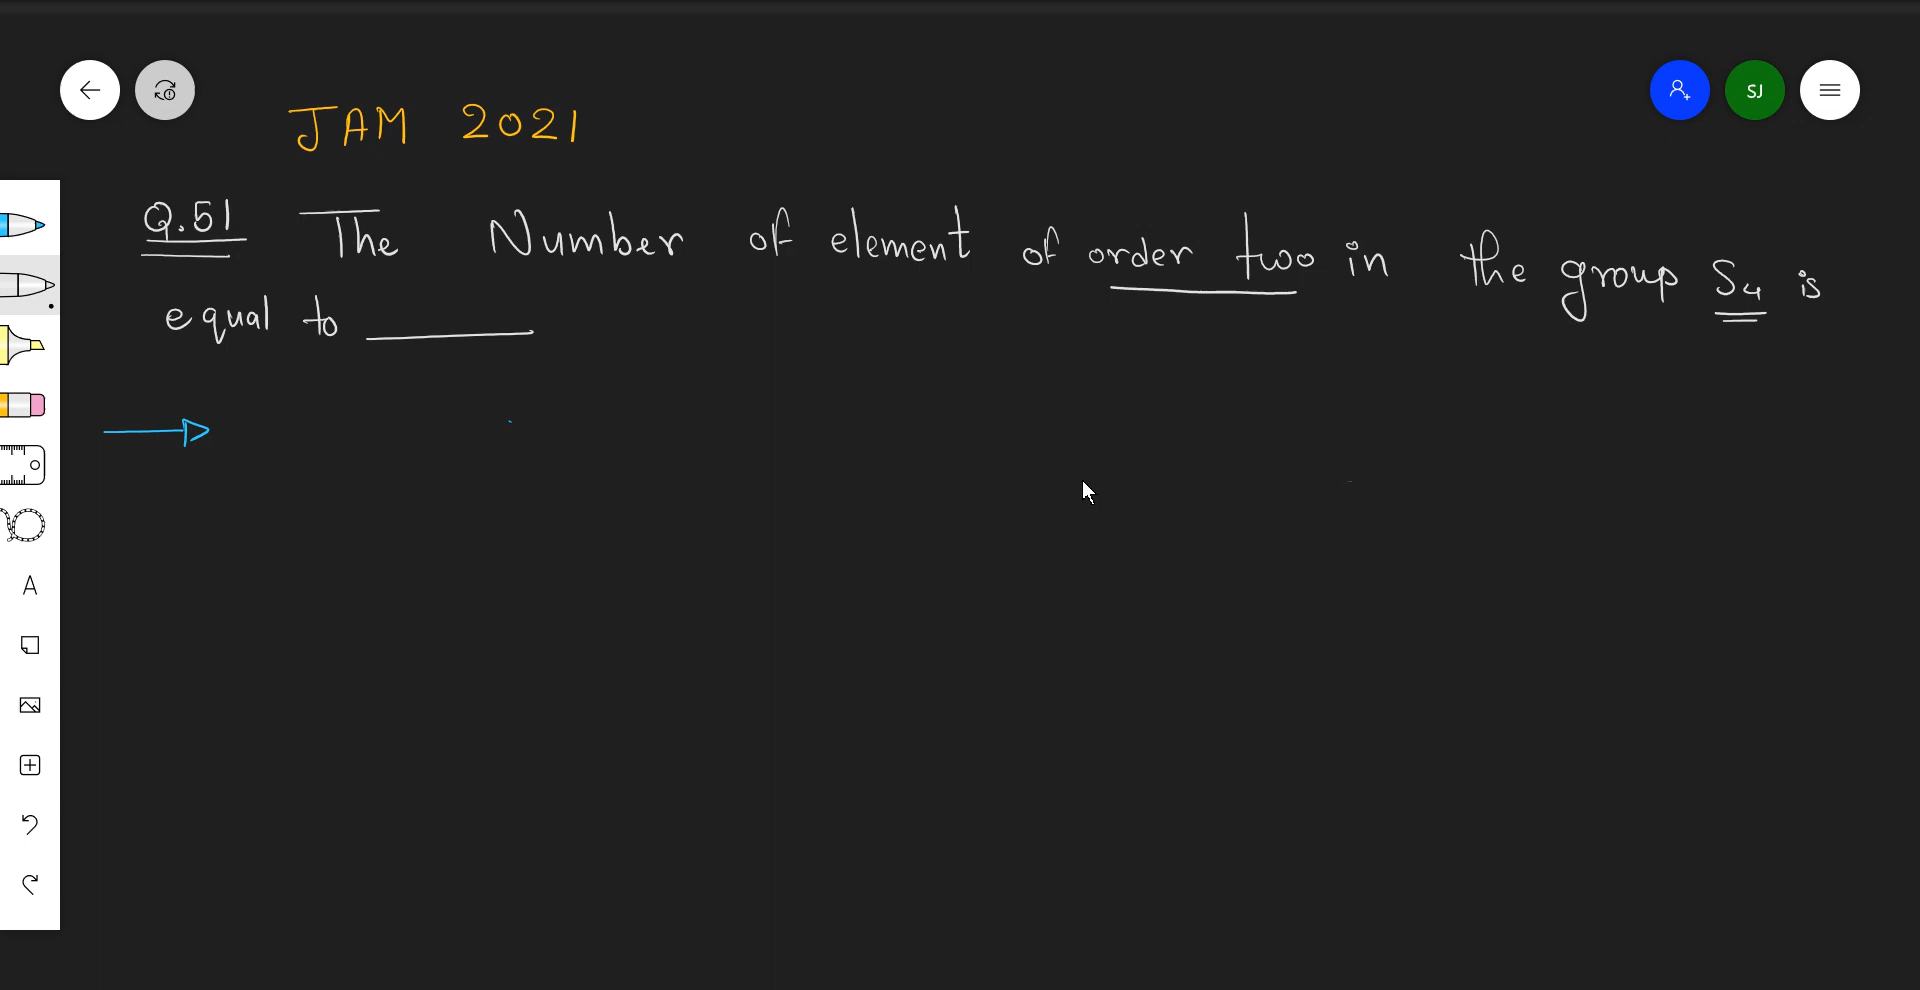 SJ
JAM 2021
Q.51 The Number of element of order two in the group S₄ is
equal to ______
A